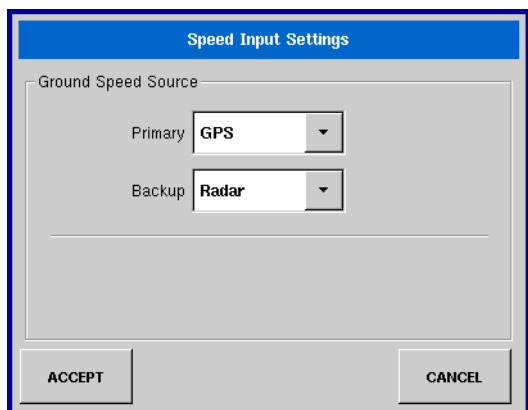 Speed Input Settings
Ground Speed Source
Primary GPS
Backup Radar
ACCEPT CANCEL